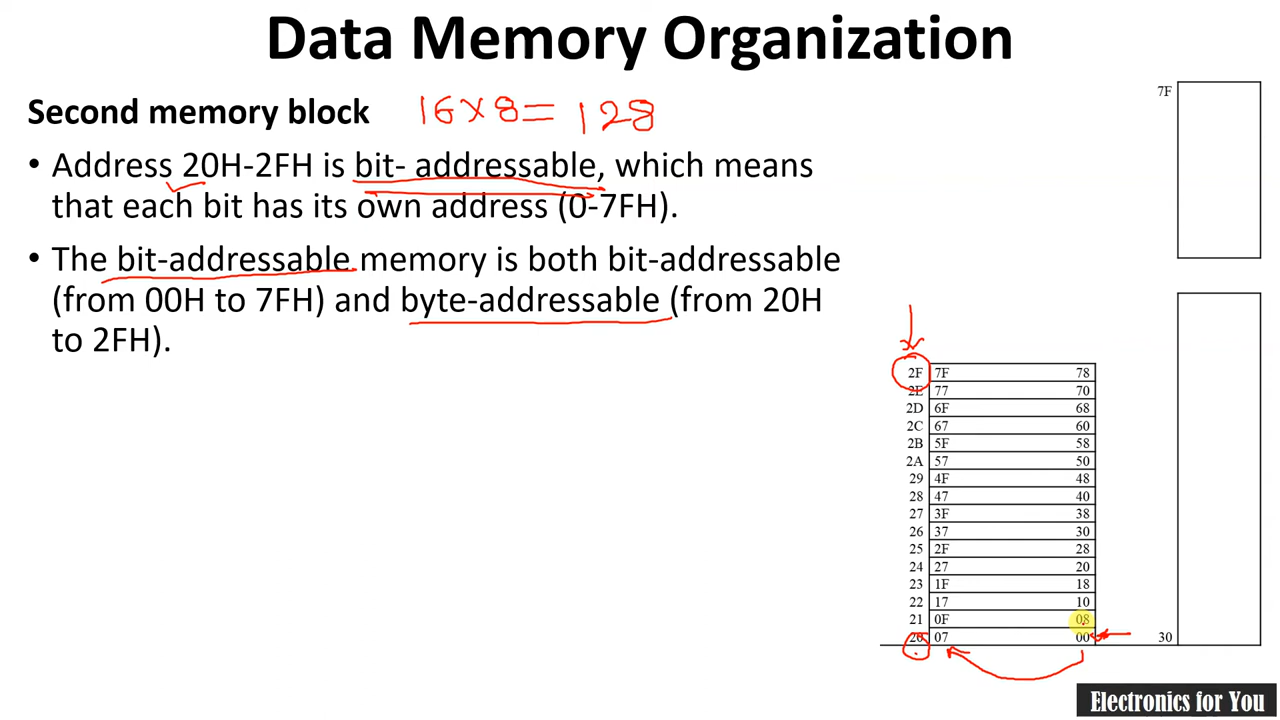 Data Memory Organization
Second memory block 16×8= 128
• Address 20H-2FH is bit- addressable, which means
that each bit has its own address (0-7FH).
• The bit-addressable memory is both bit-addressable
(from 00H to 7FH) and byte-addressable (from 20H
to 2FH).
7F
2F 7F 78
2E 77 70
2D 6F 68
2C 67 60
2B 5F 58
2A 57 50
29 4F 48
28 47 40
27 3F 38
26 37 30
25 2F 28
24 27 20
23 1F 18
22 17 10
21 0F 08
20 07 00 30
Electronics for You